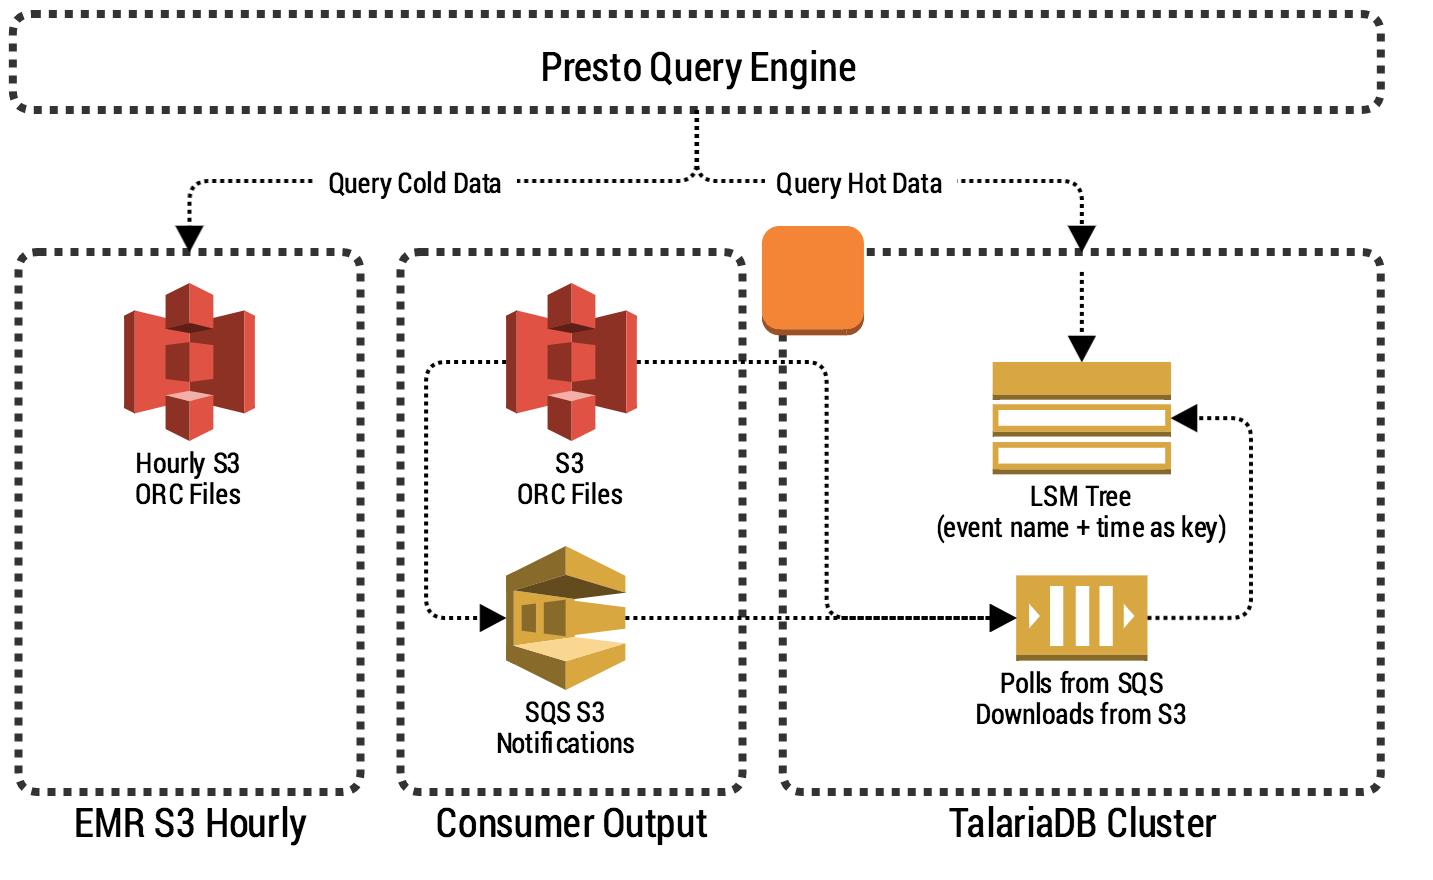 Presto Query Engine
Query Cold Data
Query Hot Data
Hourly S3
ORC Files
S3
ORC Files
LSM Tree
(event name + time as key)
SQS S3
Notifications
Polls from SQS
Downloads from S3
EMR S3 Hourly
Consumer Output
TalariaDB Cluster